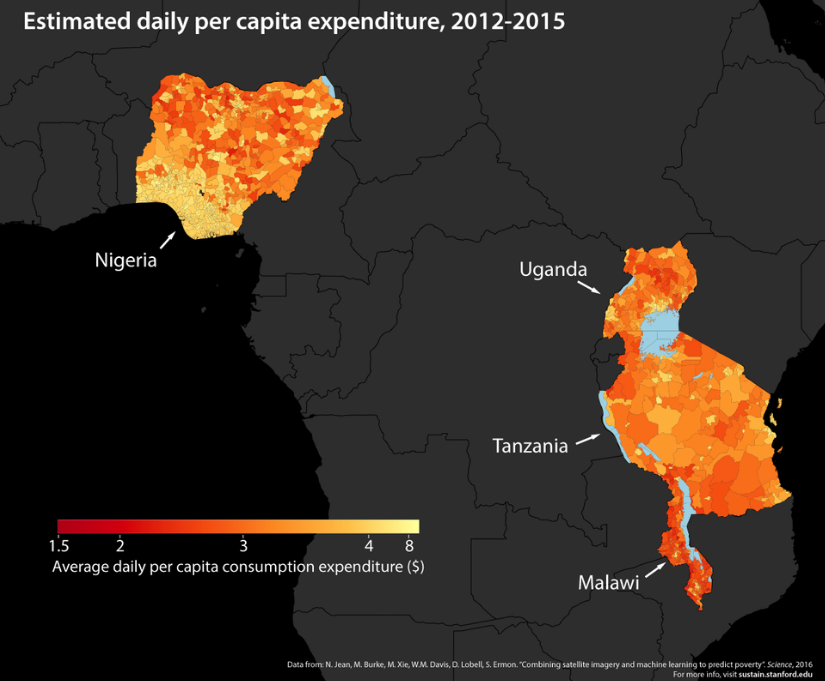 Estimated daily per capita expenditure, 2012-2015
Nigeria
Uganda
Tanzania
Malawi
1.5 2 3 4 8
Average daily per capita consumption expenditure ($)
Data from: N. Jean, M. Burke, M. Xie, W.M. Davis, D. Lobell, S. Ermon. “Combining satellite imagery and machine learning to predict poverty”. Science, 2016
For more info, visit sustain.stanford.edu